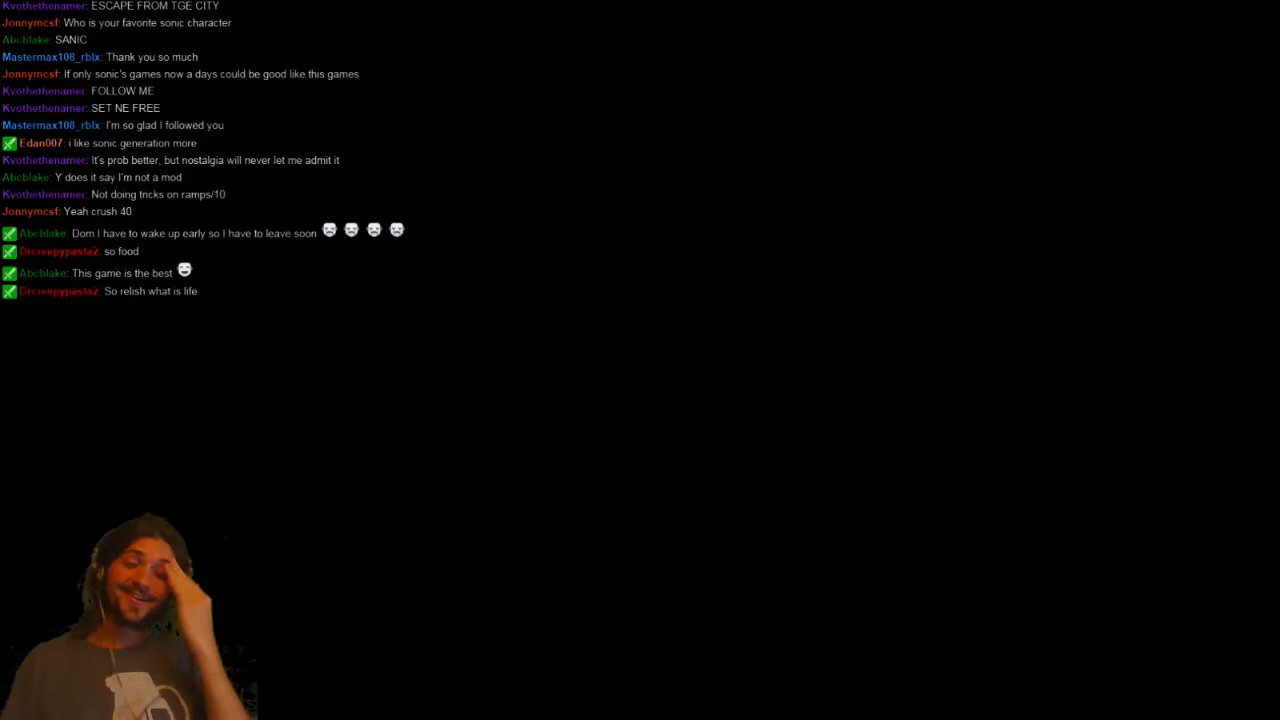 Kvothethenamer: ESCAPE FROM TGE CITY
Jonnymcsf: Who is your favorite sonic character
Abcblake: SANIC
Mastermax108_rblx: Thank you so much
Jonnymcsf: If only sonic's games now a days could be good like this games
Kvothethenamer: FOLLOW ME
Kvothethenamer: SET NE FREE
Mastermax108_rblx: I'm so glad I followed you
Edan007: i like sonic generation more
Kvothethenamer: It's prob better, but nostalgia will never let me admit it
Abcblake: Y does it say I'm not a mod
Kvothethenamer: Not doing tricks on ramps/10
Jonnymcsf: Yeah crush 40
Abcblake: Dom I have to wake up early so I have to leave soon
Drcreepypasta2: so food
Abcblake: This game is the best
Drcreepypasta2: So relish what is life